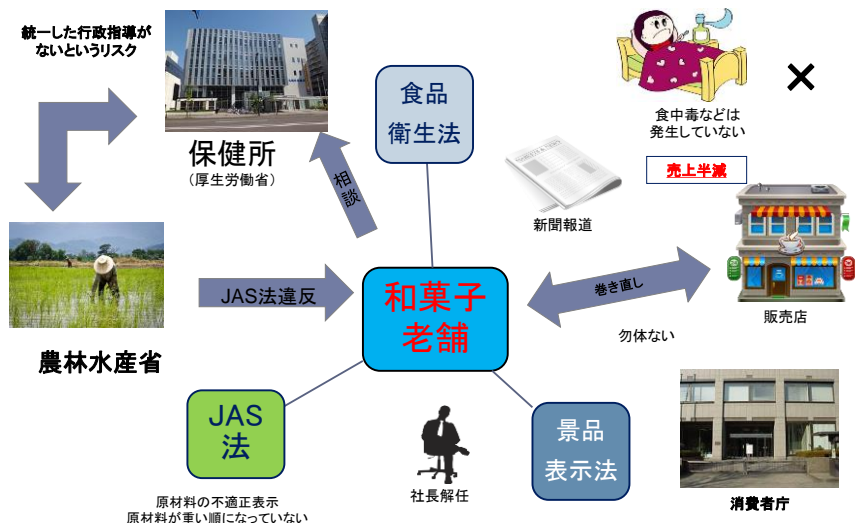 統一した行政指導が
ないというリスク
保健所
（厚生労働省）
相談
食品
衛生法
食中毒などは
発生していない
売上半減
新聞報道
JAS法違反
和菓子
老舗
巻き直し
勿体ない
販売店
農林水産省
JAS
法
原材料の不適正表示
原材料が重い順になっていない
社長解任
景品
表示法
消費者庁